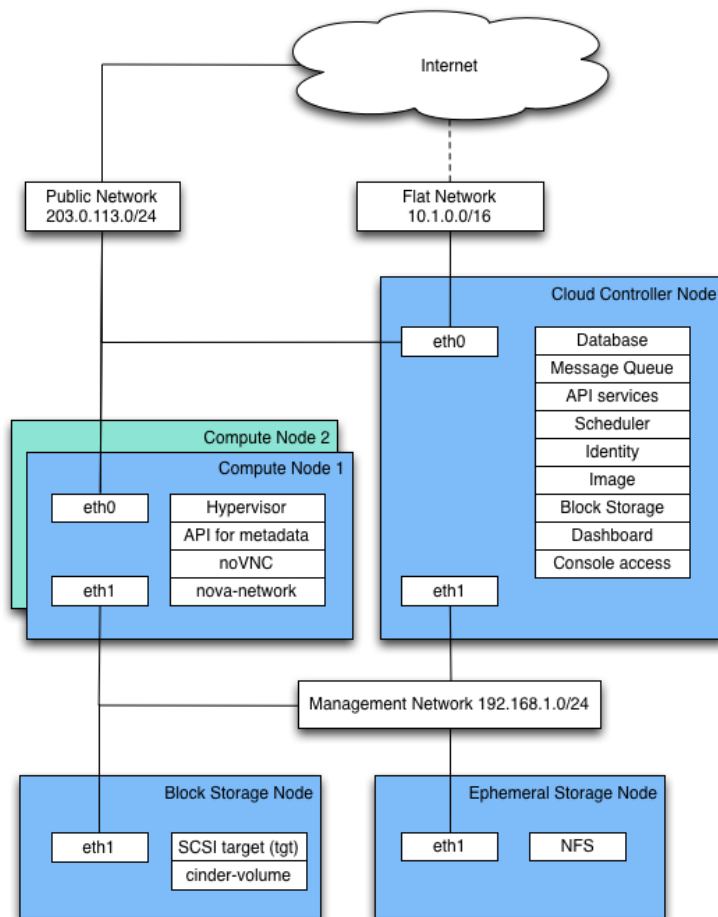 Internet
Public Network
203.0.113.0/24
Flat Network
10.1.0.0/16
Cloud Controller Node
eth0
Database
Message Queue
API services
Scheduler
Identity
Image
Block Storage
Dashboard
Console access
eth1
Compute Node 2
Compute Node 1
eth0
Hypervisor
API for metadata
noVNC
nova-network
eth1
Management Network 192.168.1.0/24
Block Storage Node
eth1
SCSI target (tgt)
cinder-volume
Ephemeral Storage Node
eth1
NFS